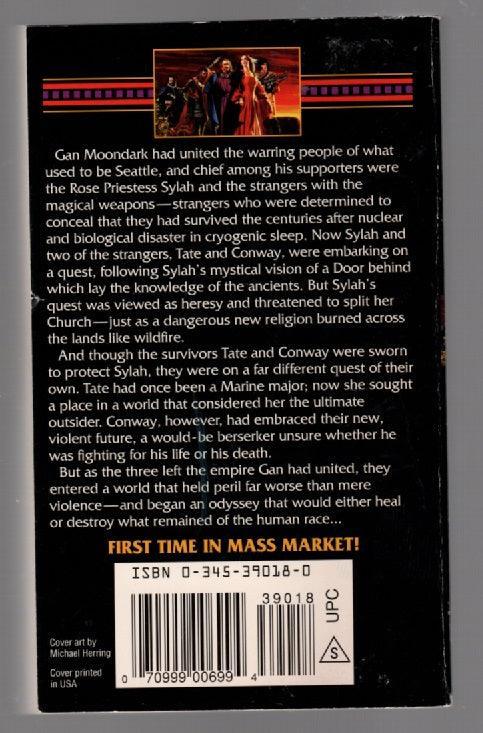 Gan Moondark had united the warring people of what
used to be Seattle, and chief among his supporters were
the Rose Priestess Sylah and the strangers with the
magical weapons—strangers who were determined to
conceal that they had survived the centuries after nuclear
and biological disaster in cryogenic sleep. Now Sylah and
two of the strangers, Tate and Conway, were embarking on
a quest, following Sylah's mystical vision of a Door behind
which lay the knowledge of the ancients. But Sylah's
quest was viewed as heresy and threatened to split her
Church—just as a dangerous new religion burned across
the lands like wildfire.
And though the survivors Tate and Conway were sworn
to protect Sylah, they were on a far different quest of their
own. Tate had once been a Marine major; now she sought
a place in a world that considered her the ultimate
outsider. Conway, however, had embraced their new,
violent future, a would-be berserker unsure whether he
was fighting for his life or his death.
But as the three left the empire Gan had united, they
entered a world that held peril far worse than mere
violence—and began an odyssey that would either heal
or destroy what remained of the human race...
FIRST TIME IN MASS MARKET!
ISBN 0-345-39018-0
39018
UPC
S
Cover art by
Michael Herring
Cover printed
in USA
0 70999 00699 4